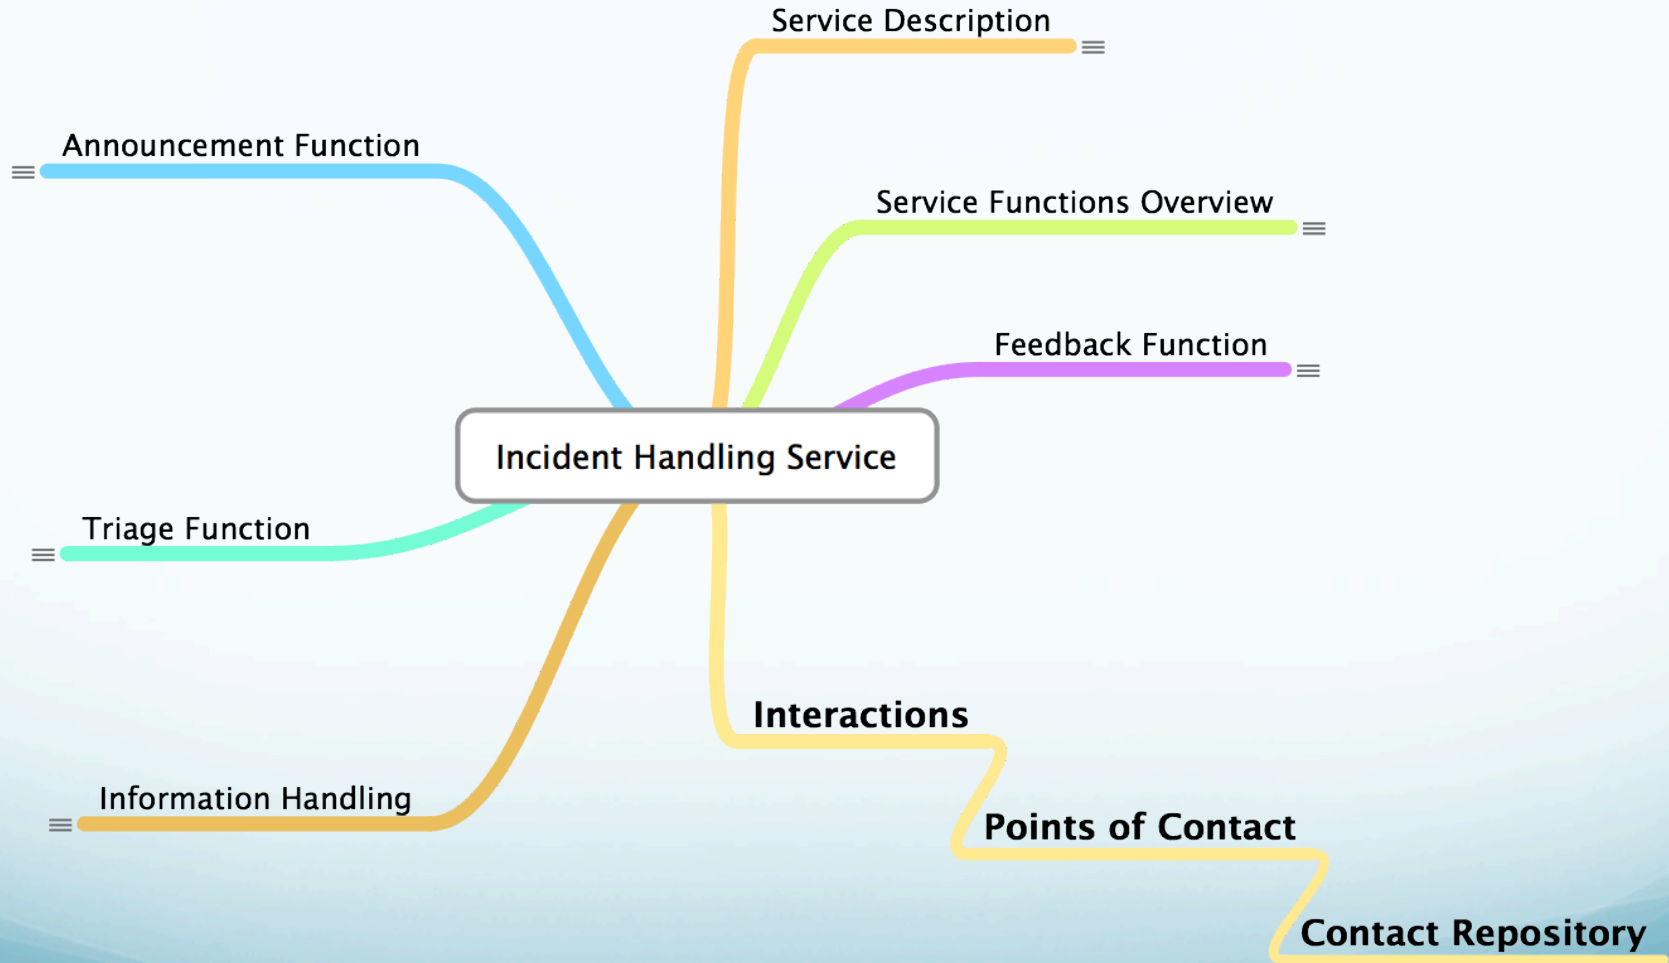 Service Description
Announcement Function
Service Functions Overview
Feedback Function
Incident Handling Service
Triage Function
Interactions
Information Handling
Points of Contact
Contact Repository